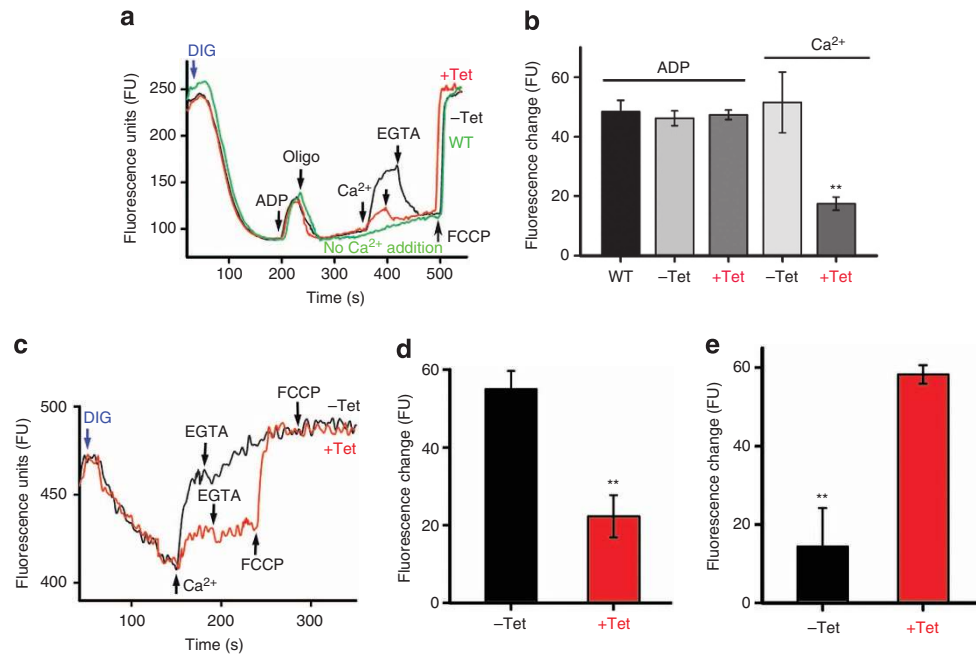 a
DIG
Fluorescence units (FU)
250
200
150
100
ADP
Oligo
Ca2+
EGTA
+Tet
–Tet
WT
No Ca2+ addition
FCCP
100 200 300 400 500
Time (s)
b
Fluorescence change (FU)
60
40
20
0
ADP
Ca2+
**
WT –Tet +Tet –Tet +Tet
c
Fluorescence units (FU)
500
450
400
DIG
EGTA
FCCP
–Tet
+Tet
EGTA
FCCP
Ca2+
100 200 300
Time (s)
d
Fluorescence change (FU)
60
40
20
0
**
–Tet +Tet
e
Fluorescence change (FU)
60
40
20
0
**
–Tet +Tet